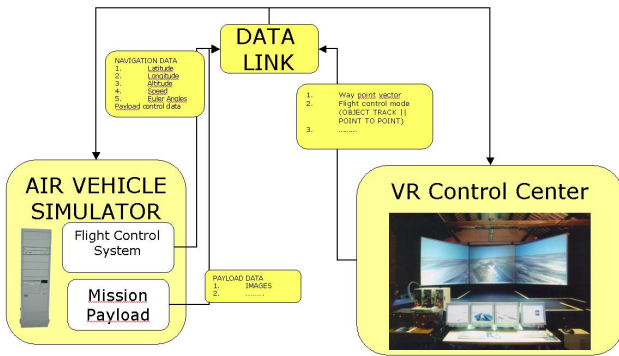 DATA
LINK
NAVIGATION DATA
1. Latitude
2. Longitude
3. Altitude
4. Speed
5. Euler Angles
Payload control data
1. Way point vector
2. Flight control mode
(OBJECT TRACK ||
POINT TO POINT)
3. .........
AIR VEHICLE
SIMULATOR
Flight Control
System
Mission
Payload
PAYLOAD DATA
1. IMAGES
2. .........
VR Control Center